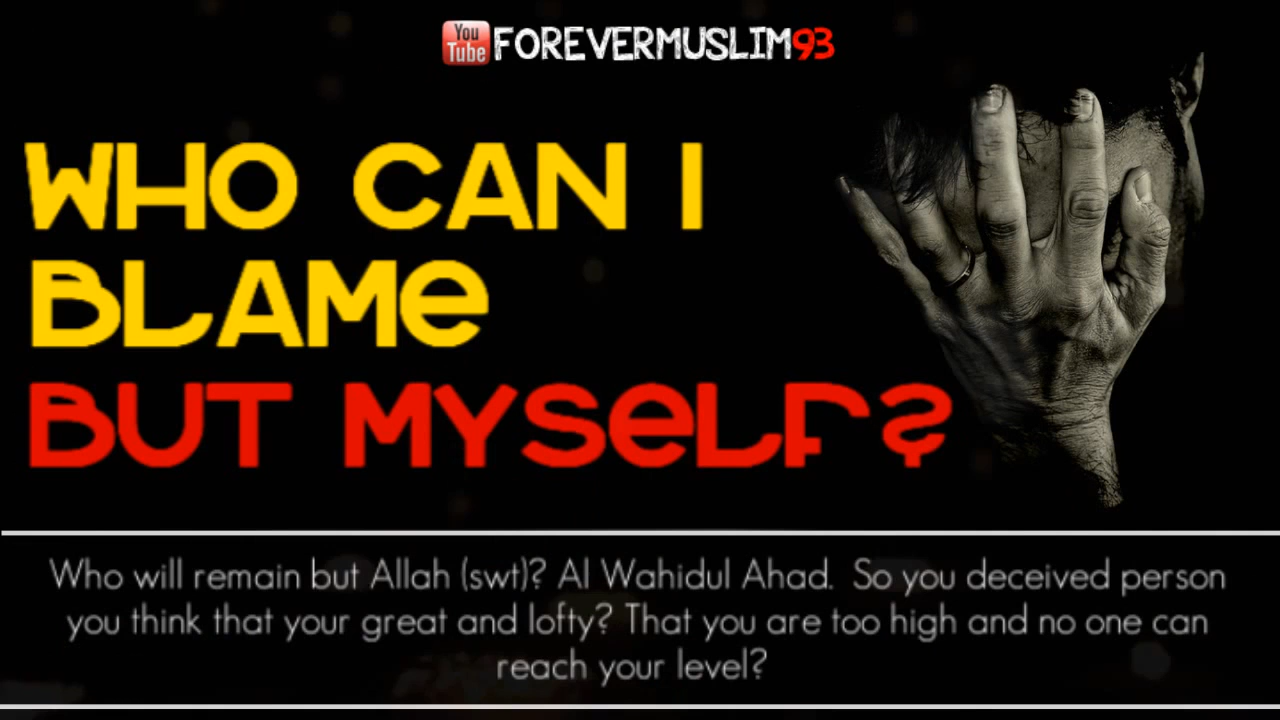 You Tube FOREVERMUSLIM93
WHO CAN I
BLAME
BUT MYSELF?
Who will remain but Allah (swt)? Al Wahidul Ahad. So you deceived person
you think that your great and lofty? That you are too high and no one can
reach your level?